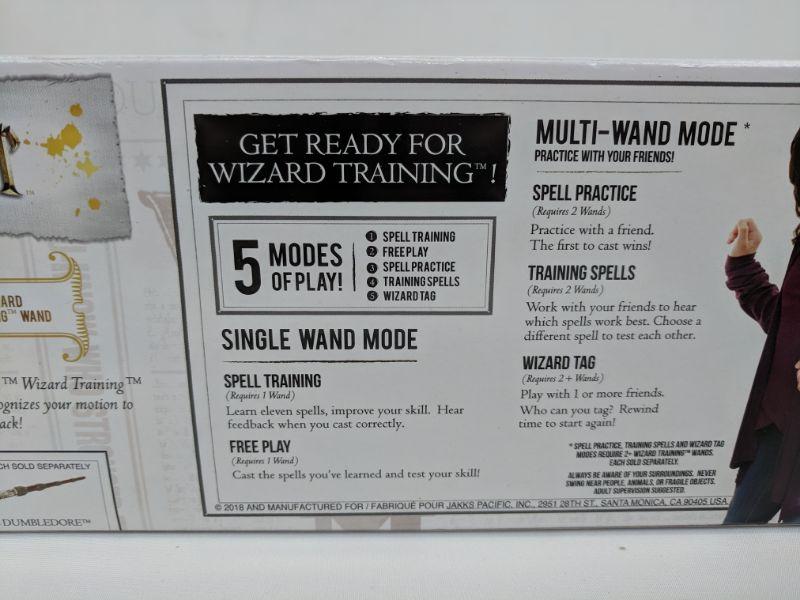 GET READY FOR
WIZARD TRAINING™!
5 MODES
OF PLAY!
1 SPELL TRAINING
2 FREE PLAY
3 SPELL PRACTICE
4 TRAINING SPELLS
5 WIZARD TAG
SINGLE WAND MODE
SPELL TRAINING
(Requires 1 Wand)
Learn eleven spells, improve your skill. Hear
feedback when you cast correctly.
FREE PLAY
(Requires 1 Wand)
Cast the spells you've learned and test your skill!
MULTI-WAND MODE *
PRACTICE WITH YOUR FRIENDS!
SPELL PRACTICE
(Requires 2 Wands)
Practice with a friend.
The first to cast wins!
TRAINING SPELLS
(Requires 2 Wands)
Work with your friends to hear
which spells work best. Choose a
different spell to test each other.
WIZARD TAG
(Requires 2+ Wands)
Play with 1 or more friends.
Who can you tag? Rewind
time to start again!
* SPELL PRACTICE, TRAINING SPELLS AND WIZARD TAG
MODES REQUIRE 2+ WIZARD TRAINING™ WANDS,
EACH SOLD SEPARATELY.
ALWAYS BE AWARE OF YOUR SURROUNDINGS. NEVER
SWING NEAR PEOPLE, ANIMALS, OR FRAGILE OBJECTS.
ADULT SUPERVISION SUGGESTED.
© 2018 AND MANUFACTURED FOR / FABRIQUÉ POUR JAKKS PACIFIC, INC., 2951 28TH ST., SANTA MONICA, CA 90405 USA
™
ARD
G™ WAND
™ Wizard Training™
ognizes your motion to
ack!
CH SOLD SEPARATELY
DUMBLEDORE™